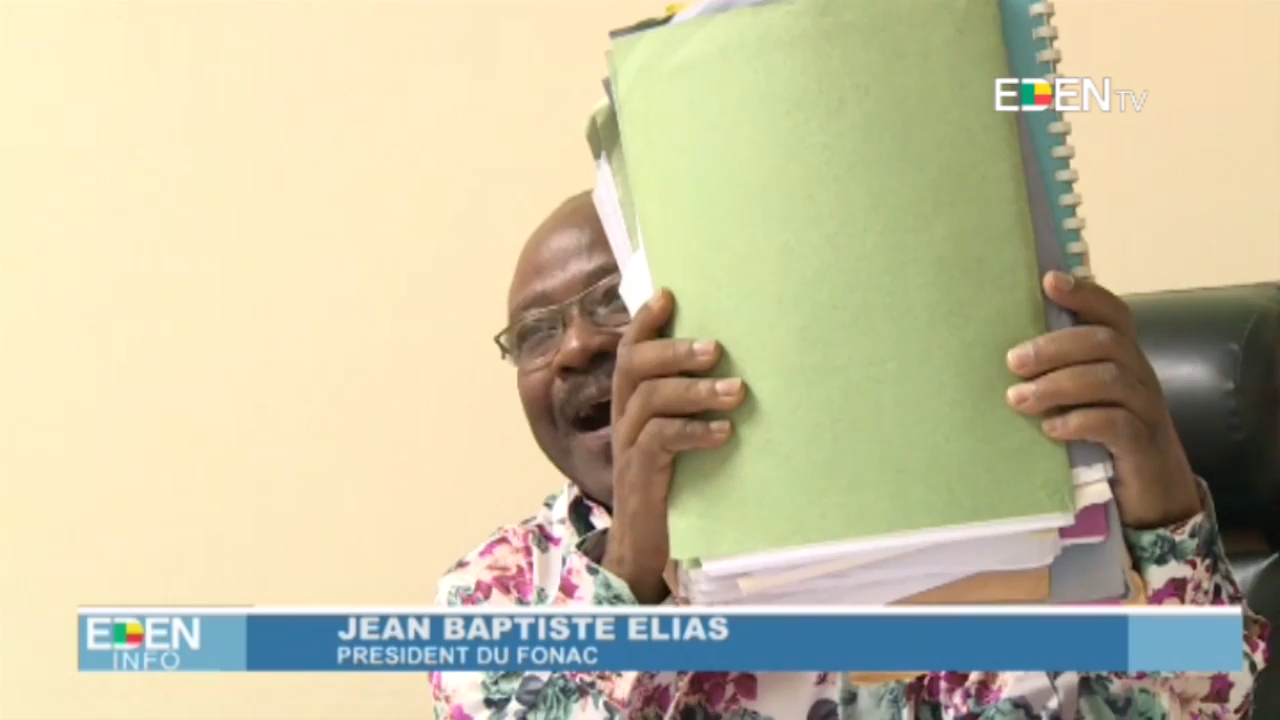 EDEN TV
JEAN BAPTISTE ELIAS
PRESIDENT DU FONAC
EDEN
INFO